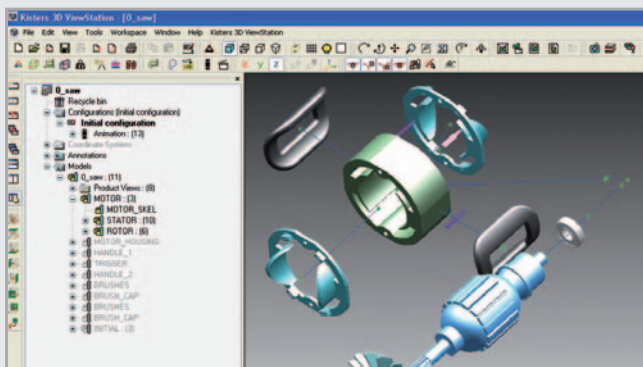 Kisters 3D ViewStation - [0_saw]
File Edit View Tools Workspace Window Help Kisters 3D ViewStation
y z
0_saw
Recycle bin
Configurations (Initial configuration)
Initial configuration
Animation : (13)
Coordinate Systems
Annotations
Models
0_saw : (11)
Product Views : (8)
MOTOR : (3)
MOTOR_SKEL
STATOR : (10)
ROTOR : (6)
MOTOR_HOUSING
HANDLE_1
TRIGGER
HANDLE_2
BRUSHES
BRUSH_CAP
BRUSHES
BRUSH_CAP
INITIAL : (3)